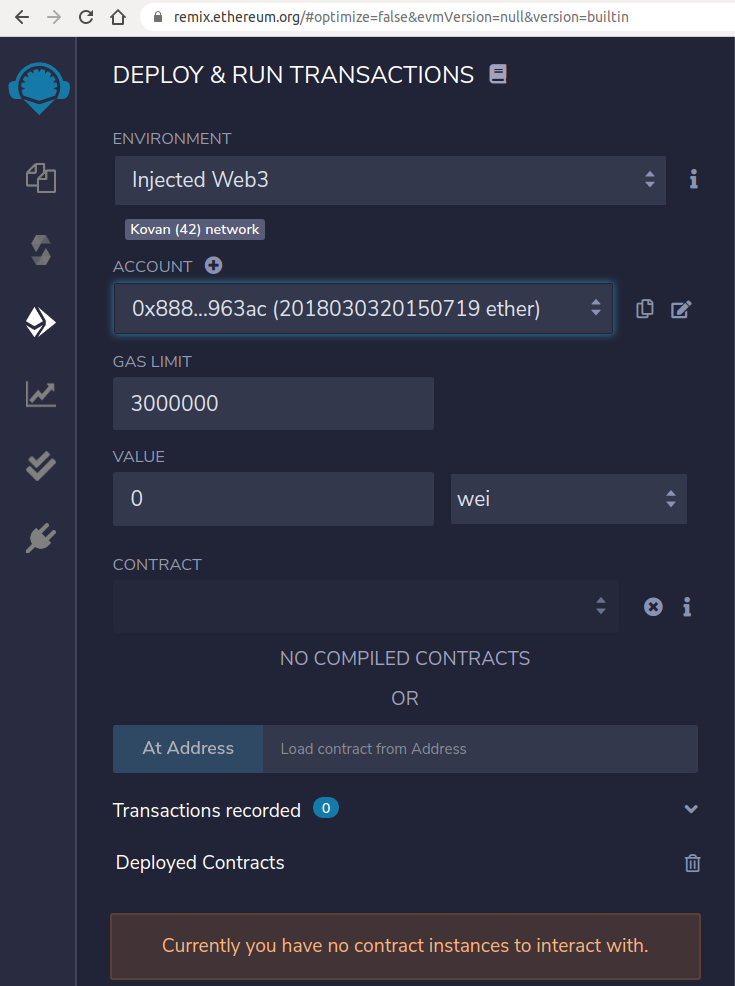 remix.ethereum.org/#optimize=false&evmVersion=null&version=builtin
DEPLOY & RUN TRANSACTIONS
ENVIRONMENT
Injected Web3
Kovan (42) network
ACCOUNT
0x888...963ac (2018030320150719 ether)
GAS LIMIT
3000000
VALUE
0 wei
CONTRACT
NO COMPILED CONTRACTS
OR
At Address Load contract from Address
Transactions recorded 0
Deployed Contracts
Currently you have no contract instances to interact with.